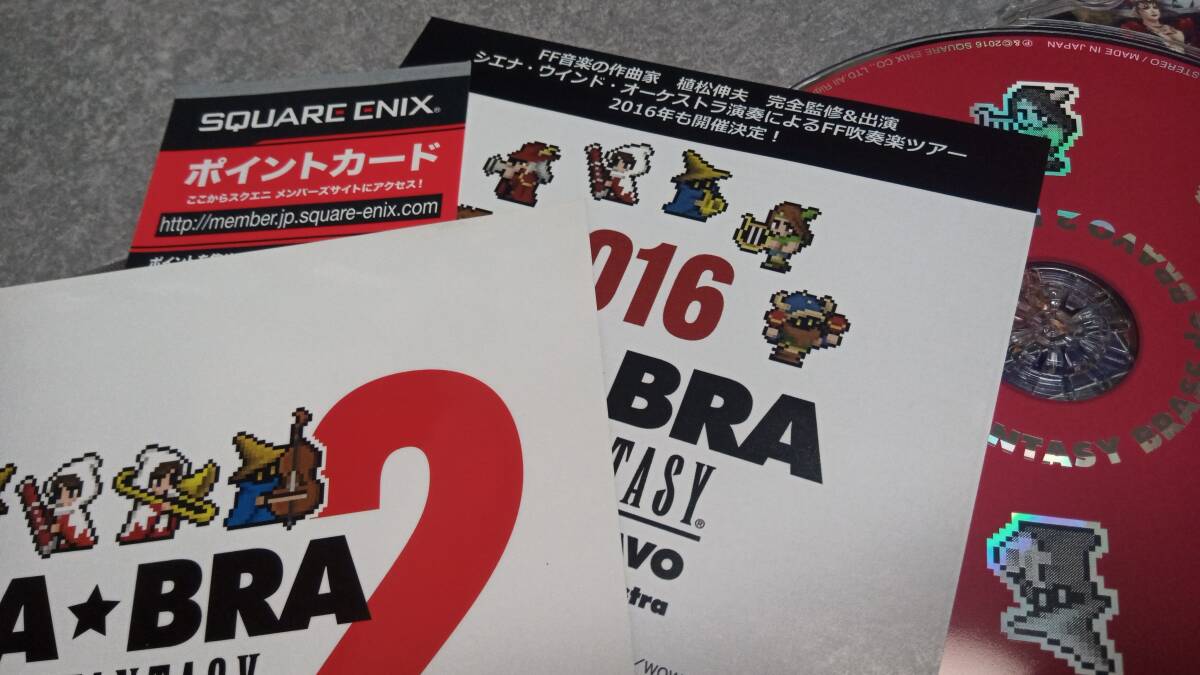 SQUARE ENIX®
ポイントカード
ここからスクエニ メンバーズサイトにアクセス!
http://member.jp.square-enix.com
FF音楽の作曲家 植松伸夫 完全監修&出演
シエナ・ウインド・オーケストラ演奏によるFF吹奏楽ツアー
2016年も開催決定!
016
BRA
TASY®
VO
stra
/WOW
2
A★BRA
FANTASY
STEREO / MADE IN JAPAN
℗&©2016 SQUARE ENIX CO., LTD. All
BRAVO 2
NTASY BRASS